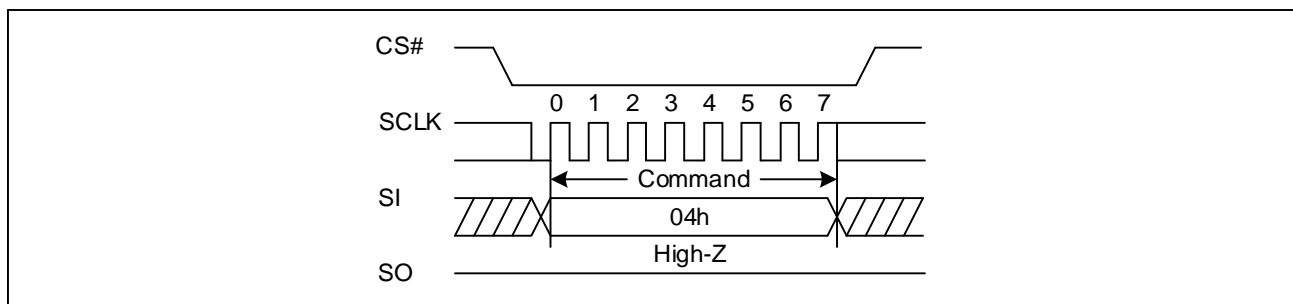 CS#
0 1 2 3 4 5 6 7
SCLK
Command
SI
04h
High-Z
SO